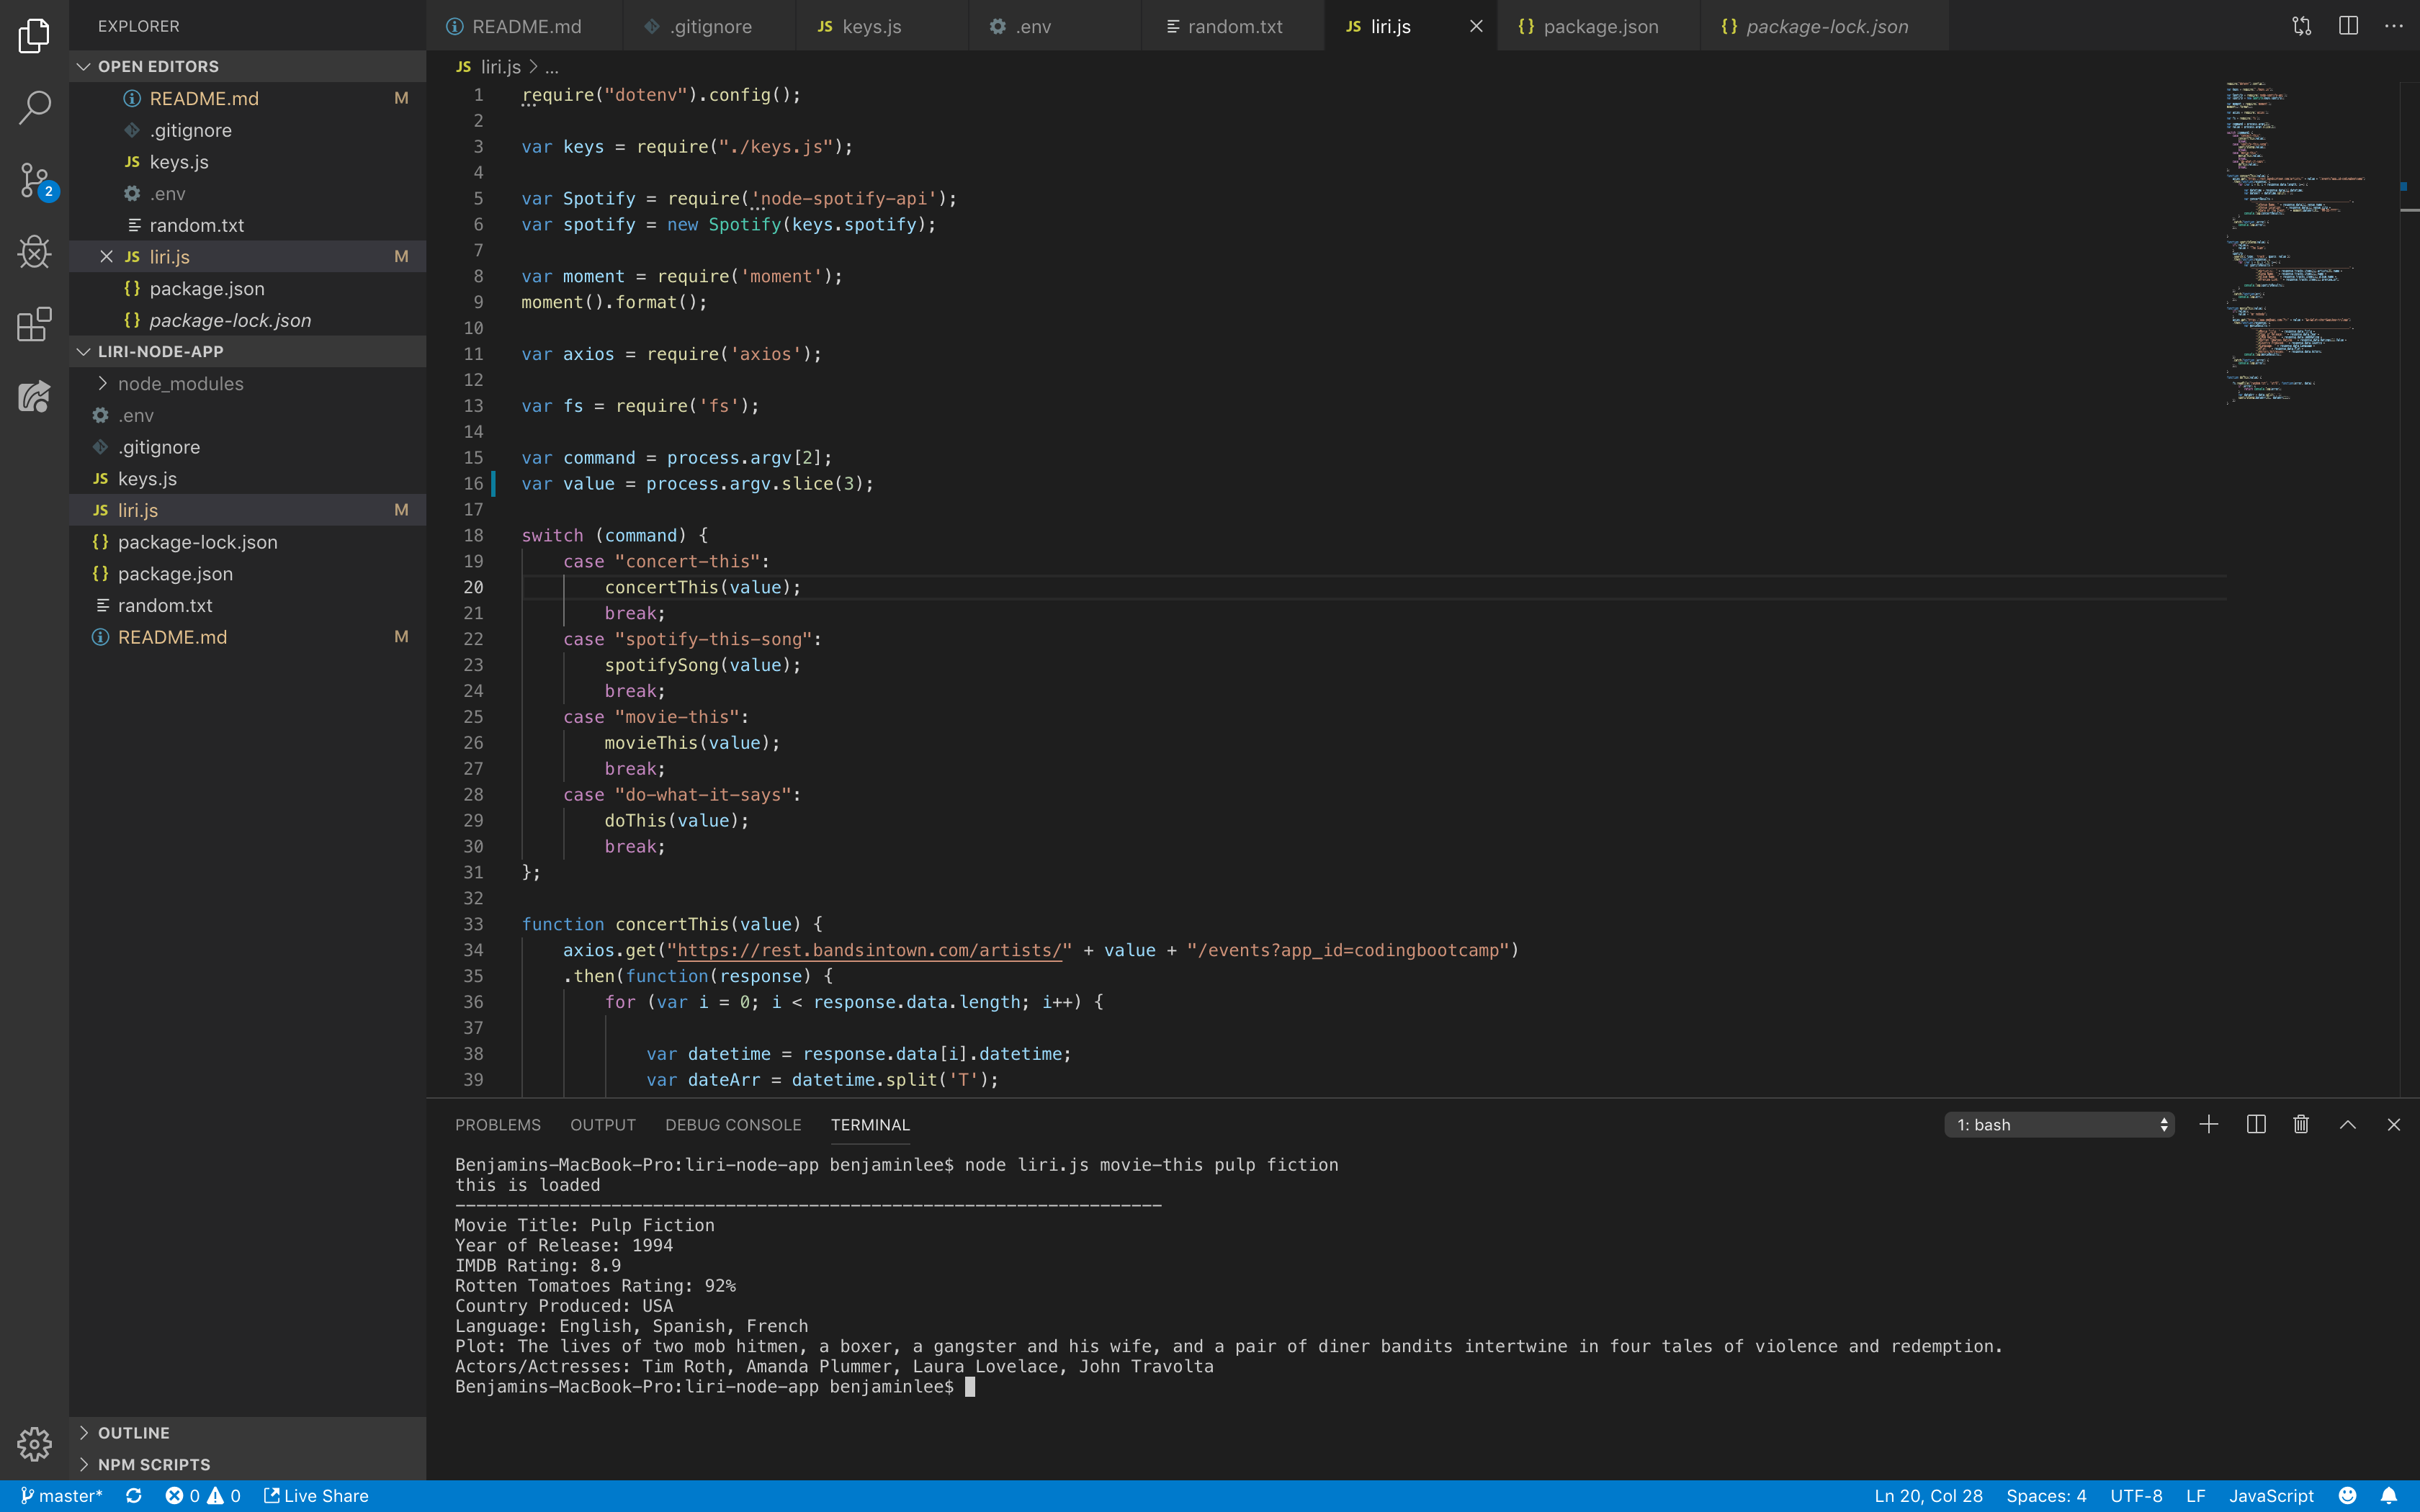 EXPLORER
OPEN EDITORS
README.md M
.gitignore
JS keys.js
.env
random.txt
JS liri.js M
{} package.json
{} package-lock.json
LIRI-NODE-APP
node_modules
.env
.gitignore
JS keys.js
JS liri.js M
{} package-lock.json
{} package.json
random.txt
README.md M
OUTLINE
NPM SCRIPTS
2
README.md .gitignore JS keys.js .env random.txt JS liri.js {} package.json {} package-lock.json
JS liri.js > ...
1 require("dotenv").config();
2
3 var keys = require("./keys.js");
4
5 var Spotify = require('node-spotify-api');
6 var spotify = new Spotify(keys.spotify);
7
8 var moment = require('moment');
9 moment().format();
10
11 var axios = require('axios');
12
13 var fs = require('fs');
14
15 var command = process.argv[2];
16 var value = process.argv.slice(3);
17
18 switch (command) {
19 case "concert-this":
20 concertThis(value);
21 break;
22 case "spotify-this-song":
23 spotifySong(value);
24 break;
25 case "movie-this":
26 movieThis(value);
27 break;
28 case "do-what-it-says":
29 doThis(value);
30 break;
31 };
32
33 function concertThis(value) {
34 axios.get("https://rest.bandsintown.com/artists/" + value + "/events?app_id=codingbootcamp")
35 .then(function(response) {
36 for (var i = 0; i < response.data.length; i++) {
37
38 var datetime = response.data[i].datetime;
39 var dateArr = datetime.split('T');
PROBLEMS OUTPUT DEBUG CONSOLE TERMINAL 1: bash
Benjamins-MacBook-Pro:liri-node-app benjaminlee$ node liri.js movie-this pulp fiction
this is loaded
--------------------------------------------------------------------
Movie Title: Pulp Fiction
Year of Release: 1994
IMDB Rating: 8.9
Rotten Tomatoes Rating: 92%
Country Produced: USA
Language: English, Spanish, French
Plot: The lives of two mob hitmen, a boxer, a gangster and his wife, and a pair of diner bandits intertwine in four tales of violence and redemption.
Actors/Actresses: Tim Roth, Amanda Plummer, Laura Lovelace, John Travolta
Benjamins-MacBook-Pro:liri-node-app benjaminlee$
master* 0 0 Live Share Ln 20, Col 28 Spaces: 4 UTF-8 LF JavaScript